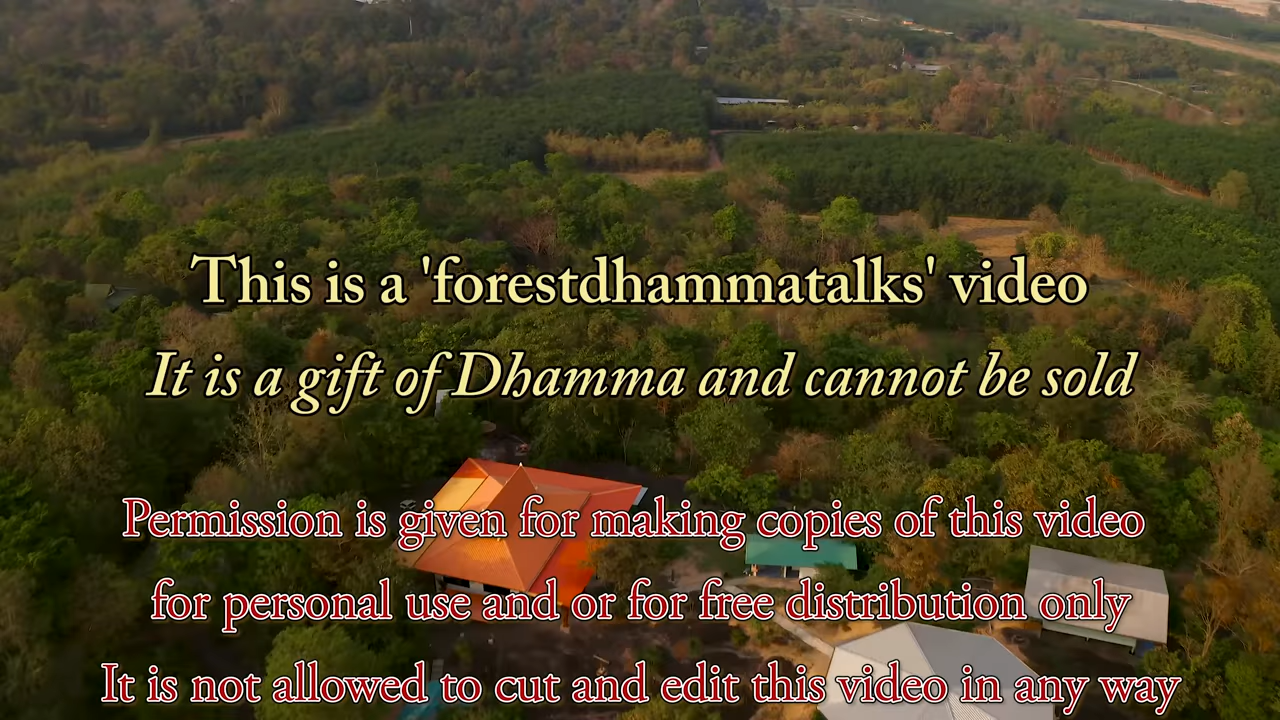 This is a 'forestdhammatalks' video
It is a gift of Dhamma and cannot be sold
Permission is given for making copies of this video
for personal use and or for free distribution only
It is not allowed to cut and edit this video in any way